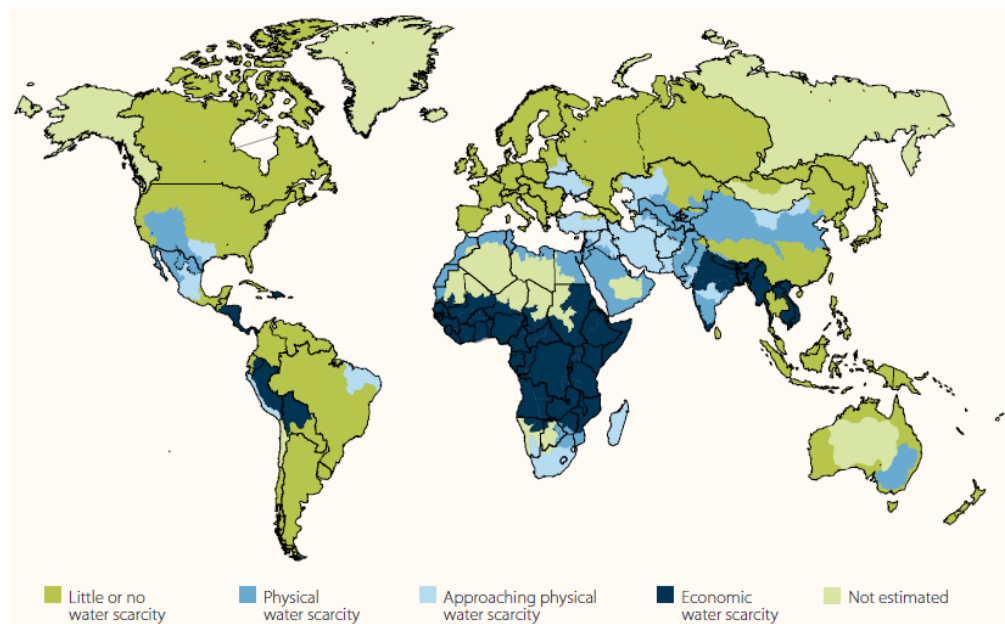 Little or no
water scarcity
Physical
water scarcity
Approaching physical
water scarcity
Economic
water scarcity
Not estimated